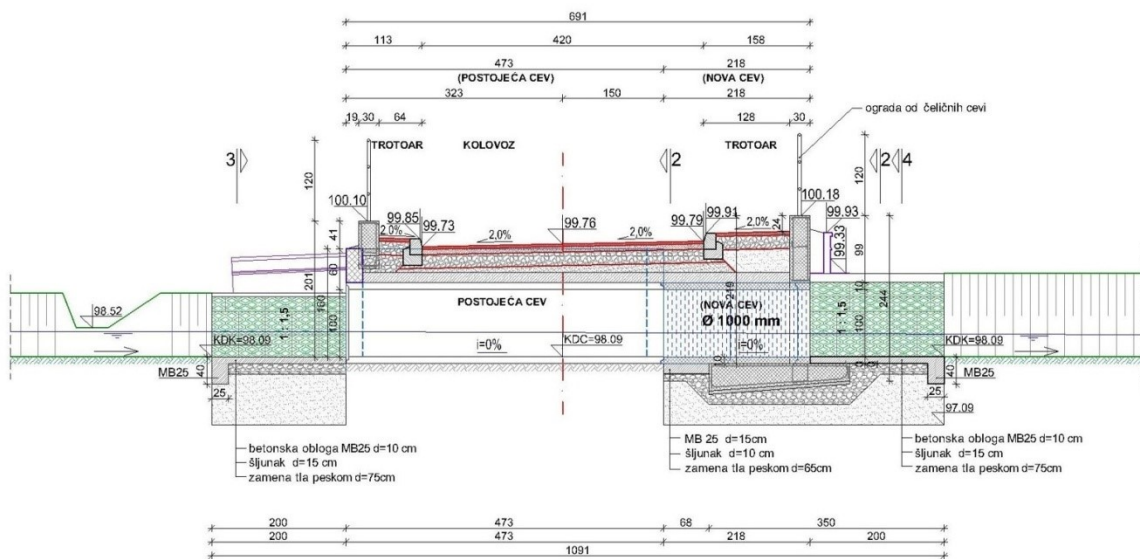 691
113 420 158
473 218
(POSTOJEĆA CEV) (NOVA CEV)
323 150 218
19,30 64 128 30
ograda od čeličnih cevi
TROTOAR KOLOVOZ TROTOAR
3 2 2 4
120 120
100.10 100.18
99.85 99.73 99.76 99.79 99.91 24 99.93
2,0% 2,0% 2,0% 2,0%
41 99.33 99
60 201 160 219 10 244
98.52 1 : 1,5 POSTOJEĆA CEV (NOVA CEV) 1 : 1,5
Ø 1000 mm
100 100
KDK=98.09 i=0% KDC=98.09 i=0% KDK=98.09
MB25 40 10 40 MB25
25 25
97.09
betonska obloga MB25 d=10 cm
šljunak d=15 cm
zamena tla peskom d=75cm
MB 25 d=15cm
šljunak d=10 cm
zamena tla peskom d=65cm
betonska obloga MB25 d=10 cm
šljunak d=15 cm
zamena tla peskom d=75cm
200 473 68 350
200 473 218 200
1091